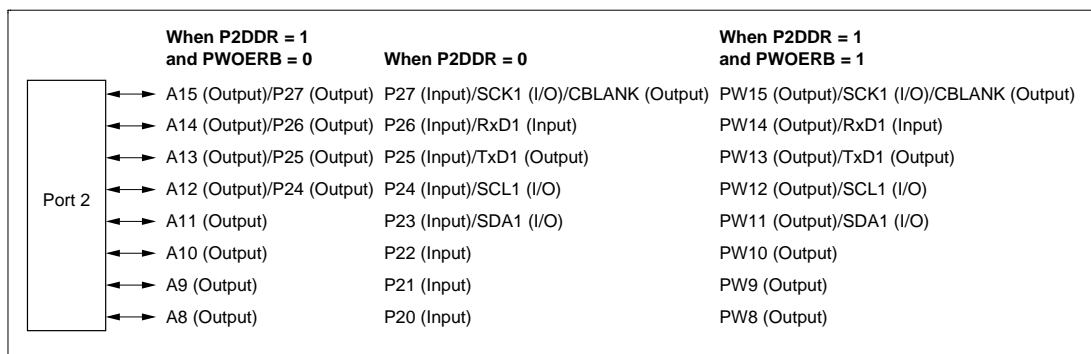 When P2DDR = 1
and PWOERB = 0
When P2DDR = 0
When P2DDR = 1
and PWOERB = 1
Port 2
A15 (Output)/P27 (Output) P27 (Input)/SCK1 (I/O)/CBLANK (Output) PW15 (Output)/SCK1 (I/O)/CBLANK (Output)
A14 (Output)/P26 (Output) P26 (Input)/RxD1 (Input) PW14 (Output)/RxD1 (Input)
A13 (Output)/P25 (Output) P25 (Input)/TxD1 (Output) PW13 (Output)/TxD1 (Output)
A12 (Output)/P24 (Output) P24 (Input)/SCL1 (I/O) PW12 (Output)/SCL1 (I/O)
A11 (Output) P23 (Input)/SDA1 (I/O) PW11 (Output)/SDA1 (I/O)
A10 (Output) P22 (Input) PW10 (Output)
A9 (Output) P21 (Input) PW9 (Output)
A8 (Output) P20 (Input) PW8 (Output)